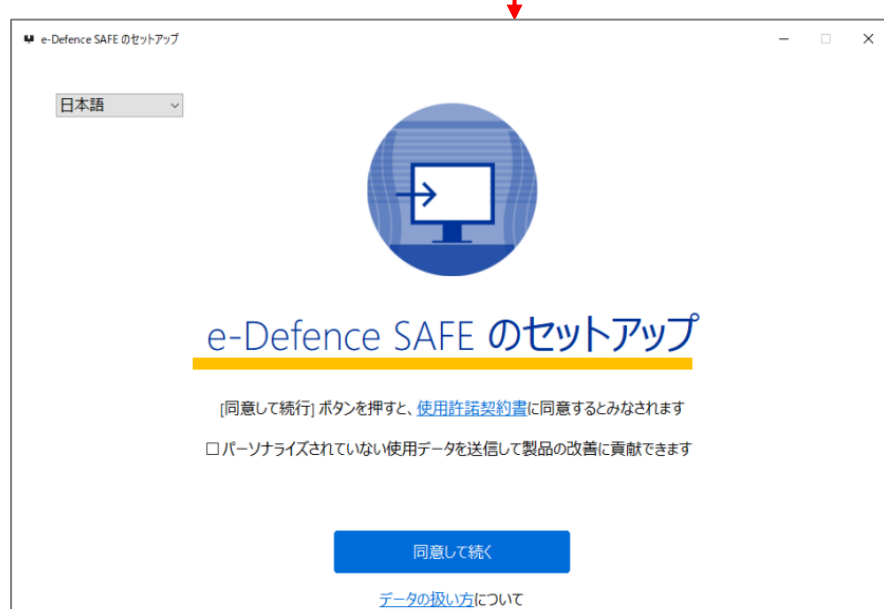 e-Defence SAFE のセットアップ
日本語
e-Defence SAFE のセットアップ
[同意して続行] ボタンを押すと、使用許諾契約書に同意するとみなされます
パーソナライズされていない使用データを送信して製品の改善に貢献できます
同意して続く
データの扱い方について